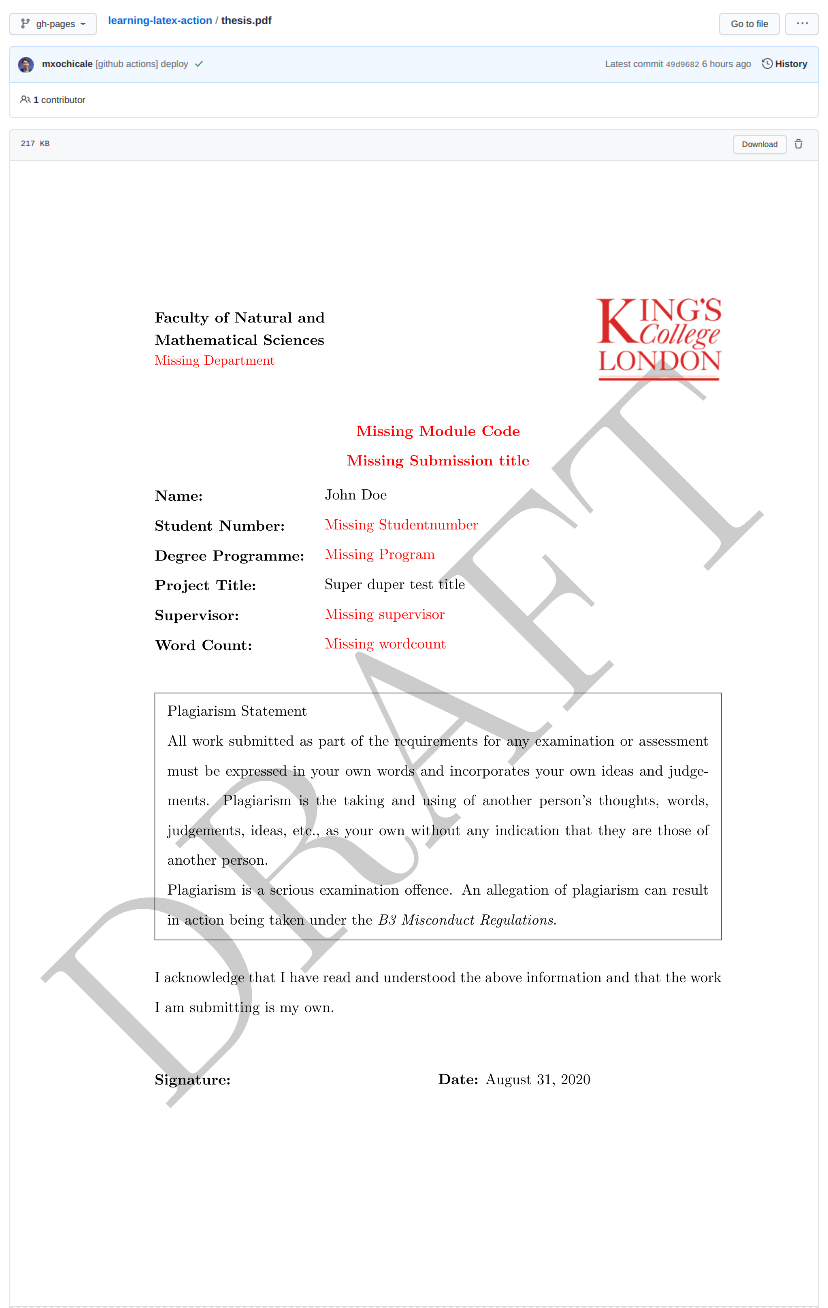 gh-pages learning-latex-action / thesis.pdf Go to file ...
mxochicale [github actions] deploy Latest commit 49d9682 6 hours ago History
1 contributor
217 KB Download
Faculty of Natural and
Mathematical Sciences
Missing Department
KING'S
College
LONDON
Missing Module Code
Missing Submission title
Name: John Doe
Student Number: Missing Studentnumber
Degree Programme: Missing Program
Project Title: Super duper test title
Supervisor: Missing supervisor
Word Count: Missing wordcount
Plagiarism Statement
All work submitted as part of the requirements for any examination or assessment
must be expressed in your own words and incorporates your own ideas and judge-
ments. Plagiarism is the taking and using of another person's thoughts, words,
judgements, ideas, etc., as your own without any indication that they are those of
another person.
Plagiarism is a serious examination offence. An allegation of plagiarism can result
in action being taken under the B3 Misconduct Regulations.
I acknowledge that I have read and understood the above information and that the work
I am submitting is my own.
Signature: Date: August 31, 2020
DRAFT